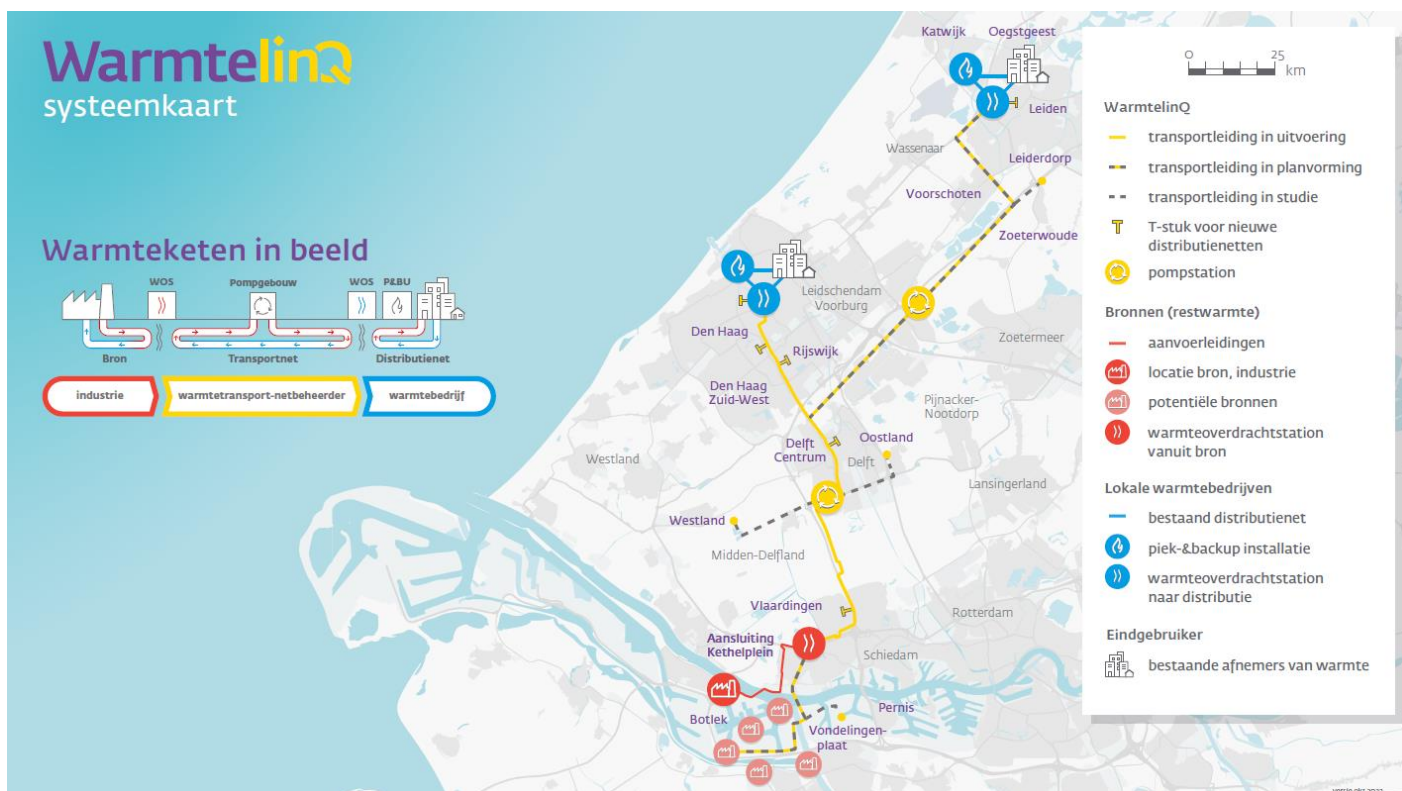 WarmtelinQ
systeemkaart
Warmteketen in beeld
WOS
Pompgebouw
WOS
P&BU
Bron
Transportnet
Distributienet
industrie
warmtetransport-netbeheerder
warmtebedrijf
Katwijk
Oegstgeest
Leiden
Wassenaar
Leiderdorp
Voorschoten
Zoeterwoude
Leidschendam
Voorburg
Den Haag
Rijswijk
Zoetermeer
Den Haag
Zuid-West
Pijnacker-
Nootdorp
Delft
Centrum
Oostland
Delft
Westland
Lansingerland
Westland
Midden-Delfland
Vlaardingen
Rotterdam
Aansluiting
Kethelplein
Schiedam
Botlek
Pernis
Vondelingen-
plaat
0
25
km
WarmtelinQ
transportleiding in uitvoering
transportleiding in planvorming
transportleiding in studie
T-stuk voor nieuwe
distributienetten
pompstation
Bronnen (restwarmte)
aanvoerleidingen
locatie bron, industrie
potentiële bronnen
warmteoverdrachtstation
vanuit bron
Lokale warmtebedrijven
bestaand distributienet
piek-&backup installatie
warmteoverdrachtstation
naar distributie
Eindgebruiker
bestaande afnemers van warmte